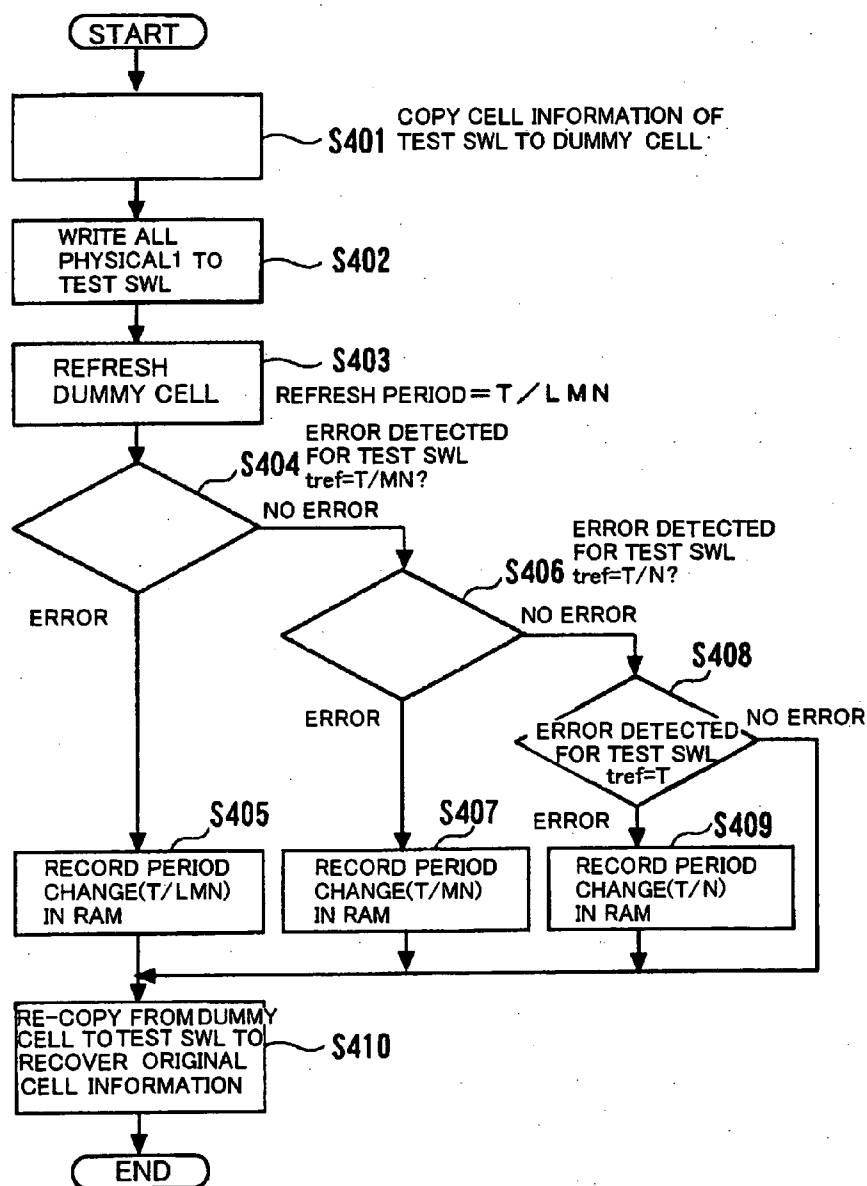 START
S401
COPY CELL INFORMATION OF
TEST SWL TO DUMMY CELL
WRITE ALL
PHYSICAL1 TO
TEST SWL
S402
REFRESH
DUMMY CELL
S403
REFRESH PERIOD=T/LMN
S404
ERROR DETECTED
FOR TEST SWL
tref=T/MN?
NO ERROR
ERROR
S406
ERROR DETECTED
FOR TEST SWL
tref=T/N?
NO ERROR
ERROR
S408
ERROR DETECTED
FOR TEST SWL
tref=T
NO ERROR
ERROR
S405
RECORD PERIOD
CHANGE(T/LMN)
IN RAM
S407
RECORD PERIOD
CHANGE(T/MN)
IN RAM
S409
RECORD PERIOD
CHANGE(T/N)
IN RAM
RE-COPY FROM DUMMY
CELL TO TEST SWL TO
RECOVER ORIGINAL
CELL INFORMATION
S410
END